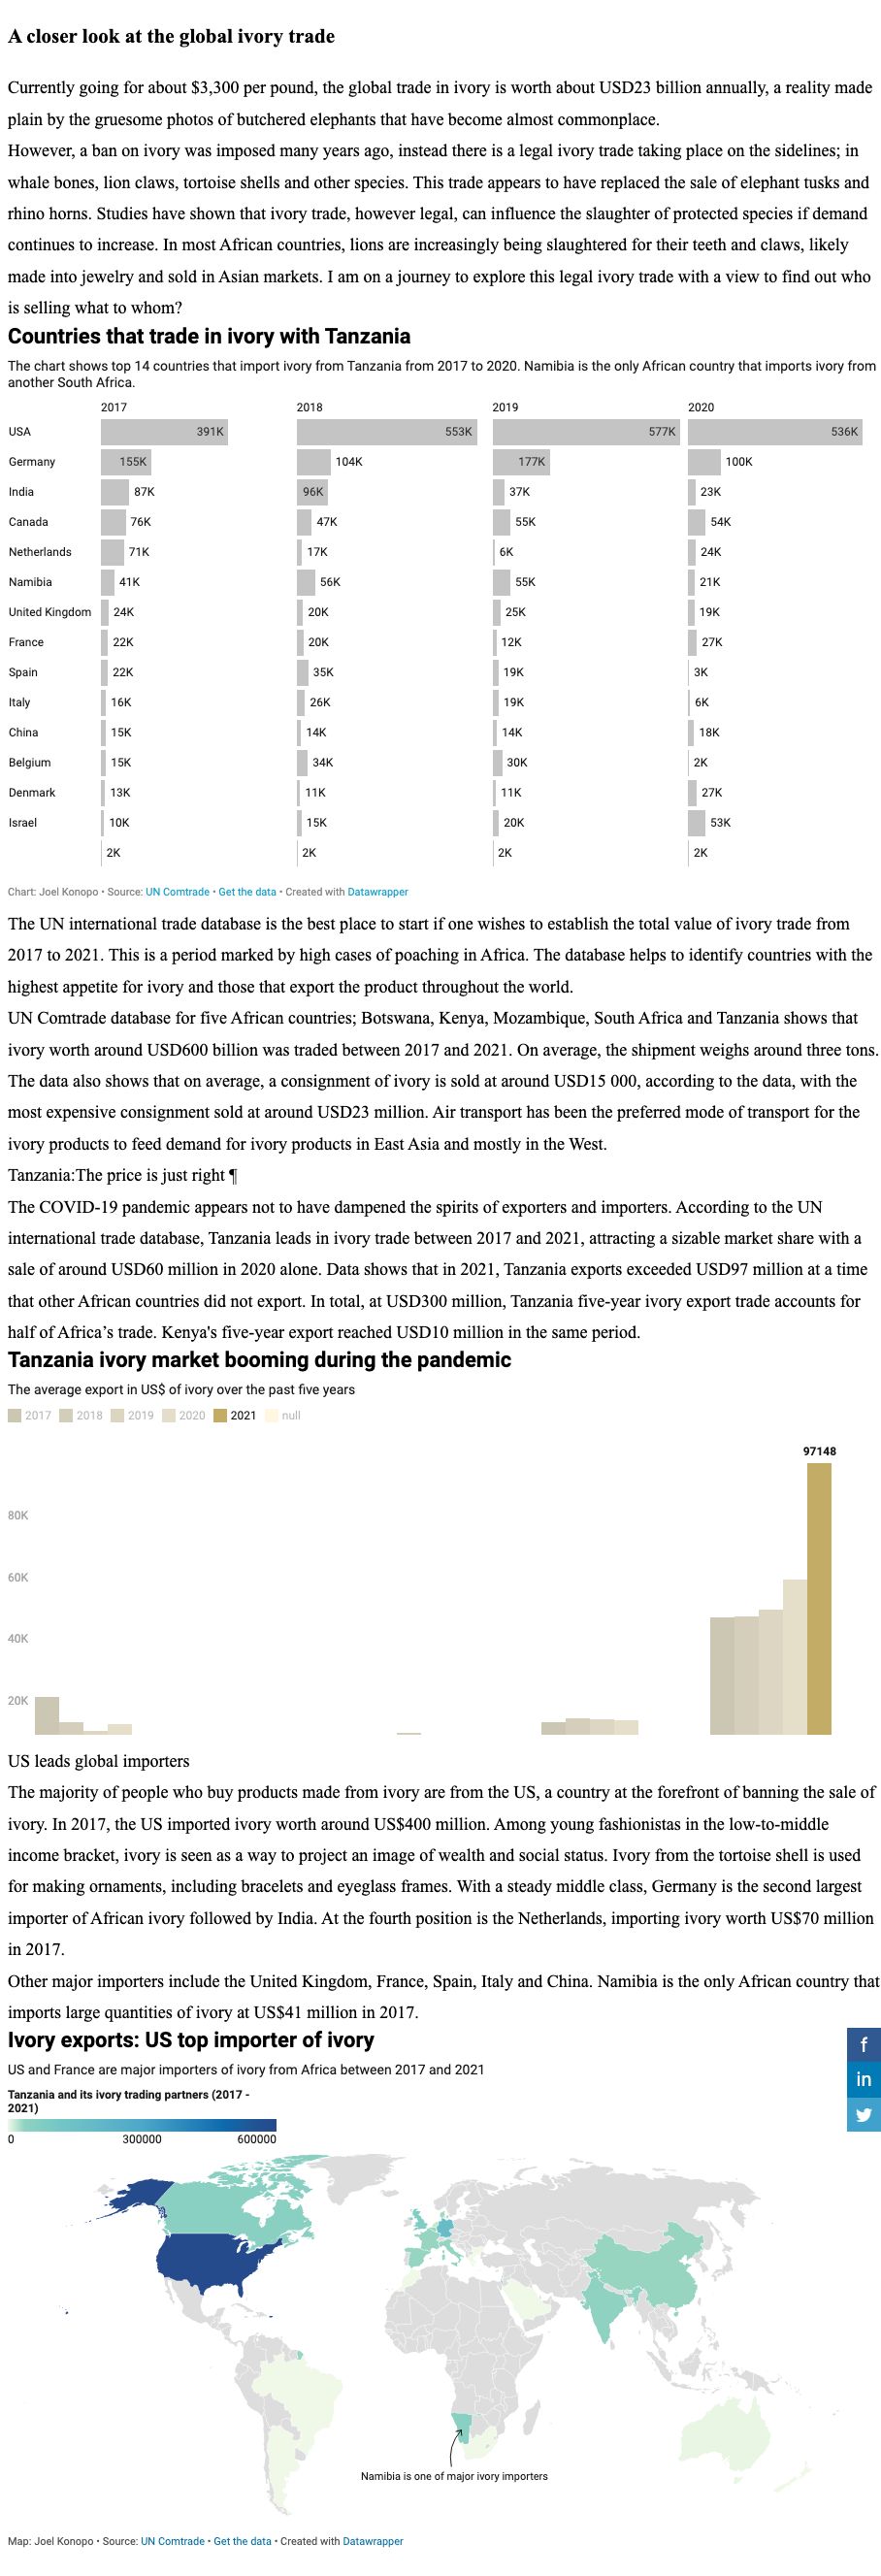 A closer look at the global ivory trade
Currently going for about $3,300 per pound, the global trade in ivory is worth about USD23 billion annually, a reality made
plain by the gruesome photos of butchered elephants that have become almost commonplace.
However, a ban on ivory was imposed many years ago, instead there is a legal ivory trade taking place on the sidelines; in
whale bones, lion claws, tortoise shells and other species. This trade appears to have replaced the sale of elephant tusks and
rhino horns. Studies have shown that ivory trade, however legal, can influence the slaughter of protected species if demand
continues to increase. In most African countries, lions are increasingly being slaughtered for their teeth and claws, likely
made into jewelry and sold in Asian markets. I am on a journey to explore this legal ivory trade with a view to find out who
is selling what to whom?
Countries that trade in ivory with Tanzania
The chart shows top 14 countries that import ivory from Tanzania from 2017 to 2020. Namibia is the only African country that imports ivory from
another South Africa.
2017 2018 2019 2020
USA 391K 553K 577K 536K
Germany 155K 104K 177K 100K
India 87K 96K 37K 23K
Canada 76K 47K 55K 54K
Netherlands 71K 17K 6K 24K
Namibia 41K 56K 55K 21K
United Kingdom 24K 20K 25K 19K
France 22K 20K 12K 27K
Spain 22K 35K 19K 3K
Italy 16K 26K 19K 6K
China 15K 14K 14K 18K
Belgium 15K 34K 30K 2K
Denmark 13K 11K 11K 27K
Israel 10K 15K 20K 53K
2K 2K 2K 2K
Chart: Joel Konopo • Source: UN Comtrade • Get the data • Created with Datawrapper
The UN international trade database is the best place to start if one wishes to establish the total value of ivory trade from
2017 to 2021. This is a period marked by high cases of poaching in Africa. The database helps to identify countries with the
highest appetite for ivory and those that export the product throughout the world.
UN Comtrade database for five African countries; Botswana, Kenya, Mozambique, South Africa and Tanzania shows that
ivory worth around USD600 billion was traded between 2017 and 2021. On average, the shipment weighs around three tons.
The data also shows that on average, a consignment of ivory is sold at around USD15 000, according to the data, with the
most expensive consignment sold at around USD23 million. Air transport has been the preferred mode of transport for the
ivory products to feed demand for ivory products in East Asia and mostly in the West.
Tanzania:The price is just right ¶
The COVID-19 pandemic appears not to have dampened the spirits of exporters and importers. According to the UN
international trade database, Tanzania leads in ivory trade between 2017 and 2021, attracting a sizable market share with a
sale of around USD60 million in 2020 alone. Data shows that in 2021, Tanzania exports exceeded USD97 million at a time
that other African countries did not export. In total, at USD300 million, Tanzania five-year ivory export trade accounts for
half of Africa's trade. Kenya's five-year export reached USD10 million in the same period.
Tanzania ivory market booming during the pandemic
The average export in US$ of ivory over the past five years
2017 2018 2019 2020 2021 null
97148
80K
60K
40K
20K
US leads global importers
The majority of people who buy products made from ivory are from the US, a country at the forefront of banning the sale of
ivory. In 2017, the US imported ivory worth around US$400 million. Among young fashionistas in the low-to-middle
income bracket, ivory is seen as a way to project an image of wealth and social status. Ivory from the tortoise shell is used
for making ornaments, including bracelets and eyeglass frames. With a steady middle class, Germany is the second largest
importer of African ivory followed by India. At the fourth position is the Netherlands, importing ivory worth US$70 million
in 2017.
Other major importers include the United Kingdom, France, Spain, Italy and China. Namibia is the only African country that
imports large quantities of ivory at US$41 million in 2017.
Ivory exports: US top importer of ivory
US and France are major importers of ivory from Africa between 2017 and 2021
f
in
Tanzania and its ivory trading partners (2017 -
2021)
0 300000 600000
Namibia is one of major ivory importers
Map: Joel Konopo • Source: UN Comtrade • Get the data • Created with Datawrapper